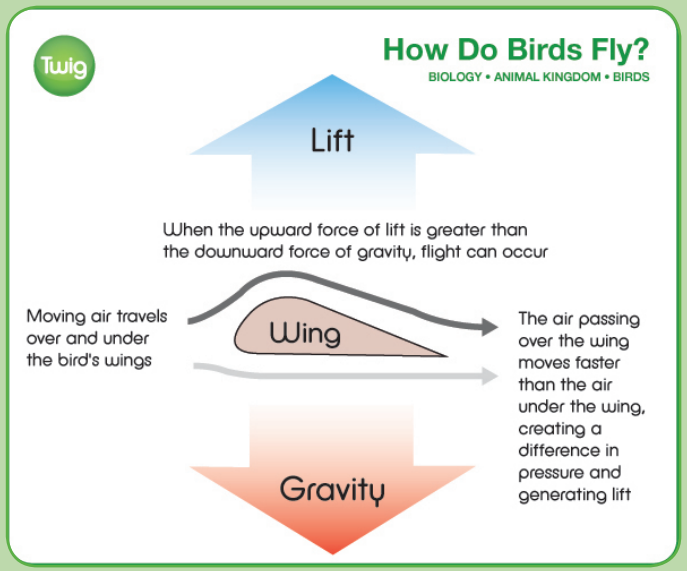 Twig
How Do Birds Fly?
BIOLOGY • ANIMAL KINGDOM • BIRDS
Lift
When the upward force of lift is greater than
the downward force of gravity, flight can occur
Moving air travels
over and under
the bird's wings
Wing
The air passing
over the wing
moves faster
than the air
under the wing,
creating a
difference in
pressure and
generating lift
Gravity